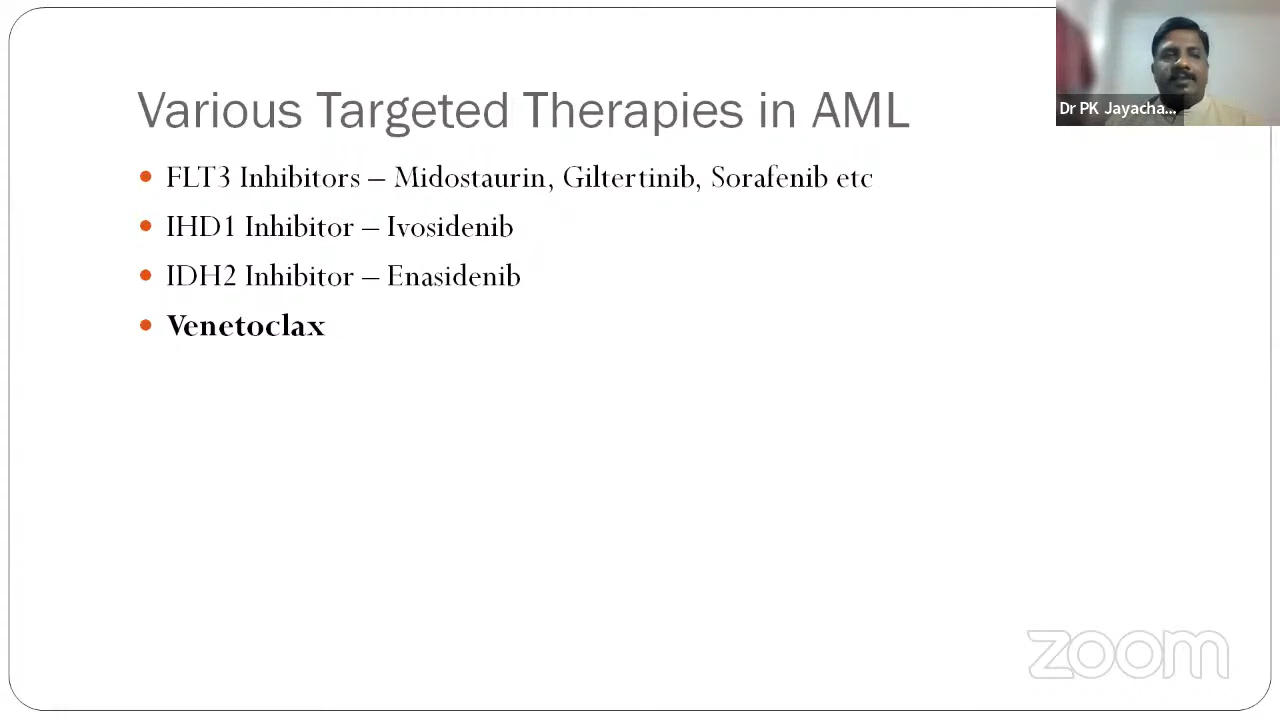 Various Targeted Therapies in AML
Dr PK Jayacha...
• FLT3 Inhibitors – Midostaurin, Giltertinib, Sorafenib etc
• IHD1 Inhibitor – Ivosidenib
• IDH2 Inhibitor – Enasidenib
• Venetoclax
zoom